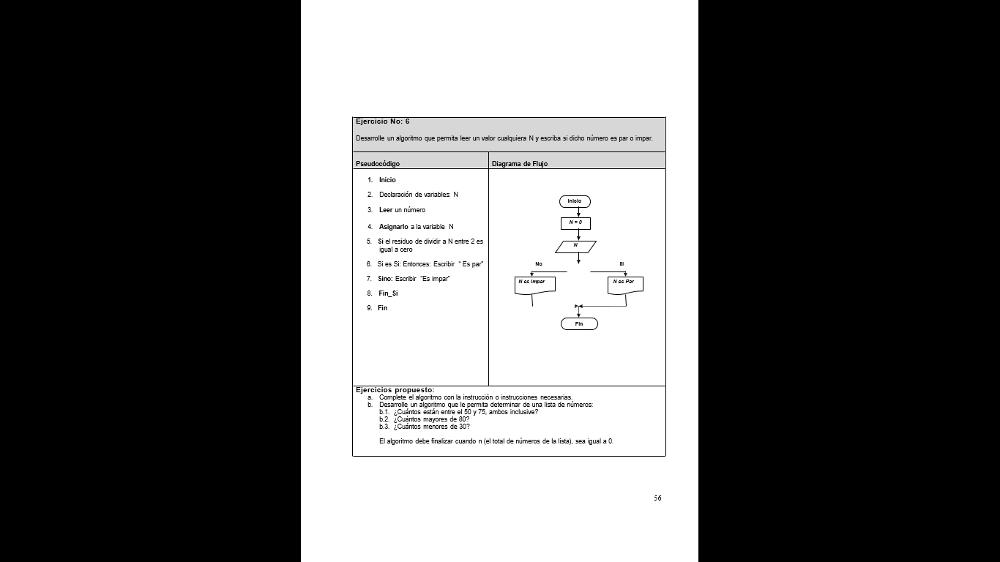 Ejercicio No: 6
Desarrolle un algoritmo que permita leer un valor cualquiera N y escriba si dicho número es par o impar.
Pseudocódigo
1. Inicio
2. Declaración de variables: N
3. Leer un número
4. Asignarlo a la variable N
5. Si el residuo de dividir a N entre 2 es
igual a cero
6. Si es Si: Entonces: Escribir “ Es par”
7. Sino: Escribir “Es impar”
8. Fin_Si
9. Fin
Diagrama de Flujo
Inicio
N = 0
N
No
Si
N es Impar
N es Par
Fin
Ejercicios propuesto:
a. Complete el algoritmo con la instrucción o instrucciones necesarias.
b. Desarrolle un algoritmo que le permita determinar de una lista de números:
b.1. ¿Cuántos están entre el 50 y 75, ambos inclusive?
b.2. ¿Cuántos mayores de 80?
b.3. ¿Cuántos menores de 30?
El algoritmo debe finalizar cuando n (el total de números de la lista), sea igual a 0.
56